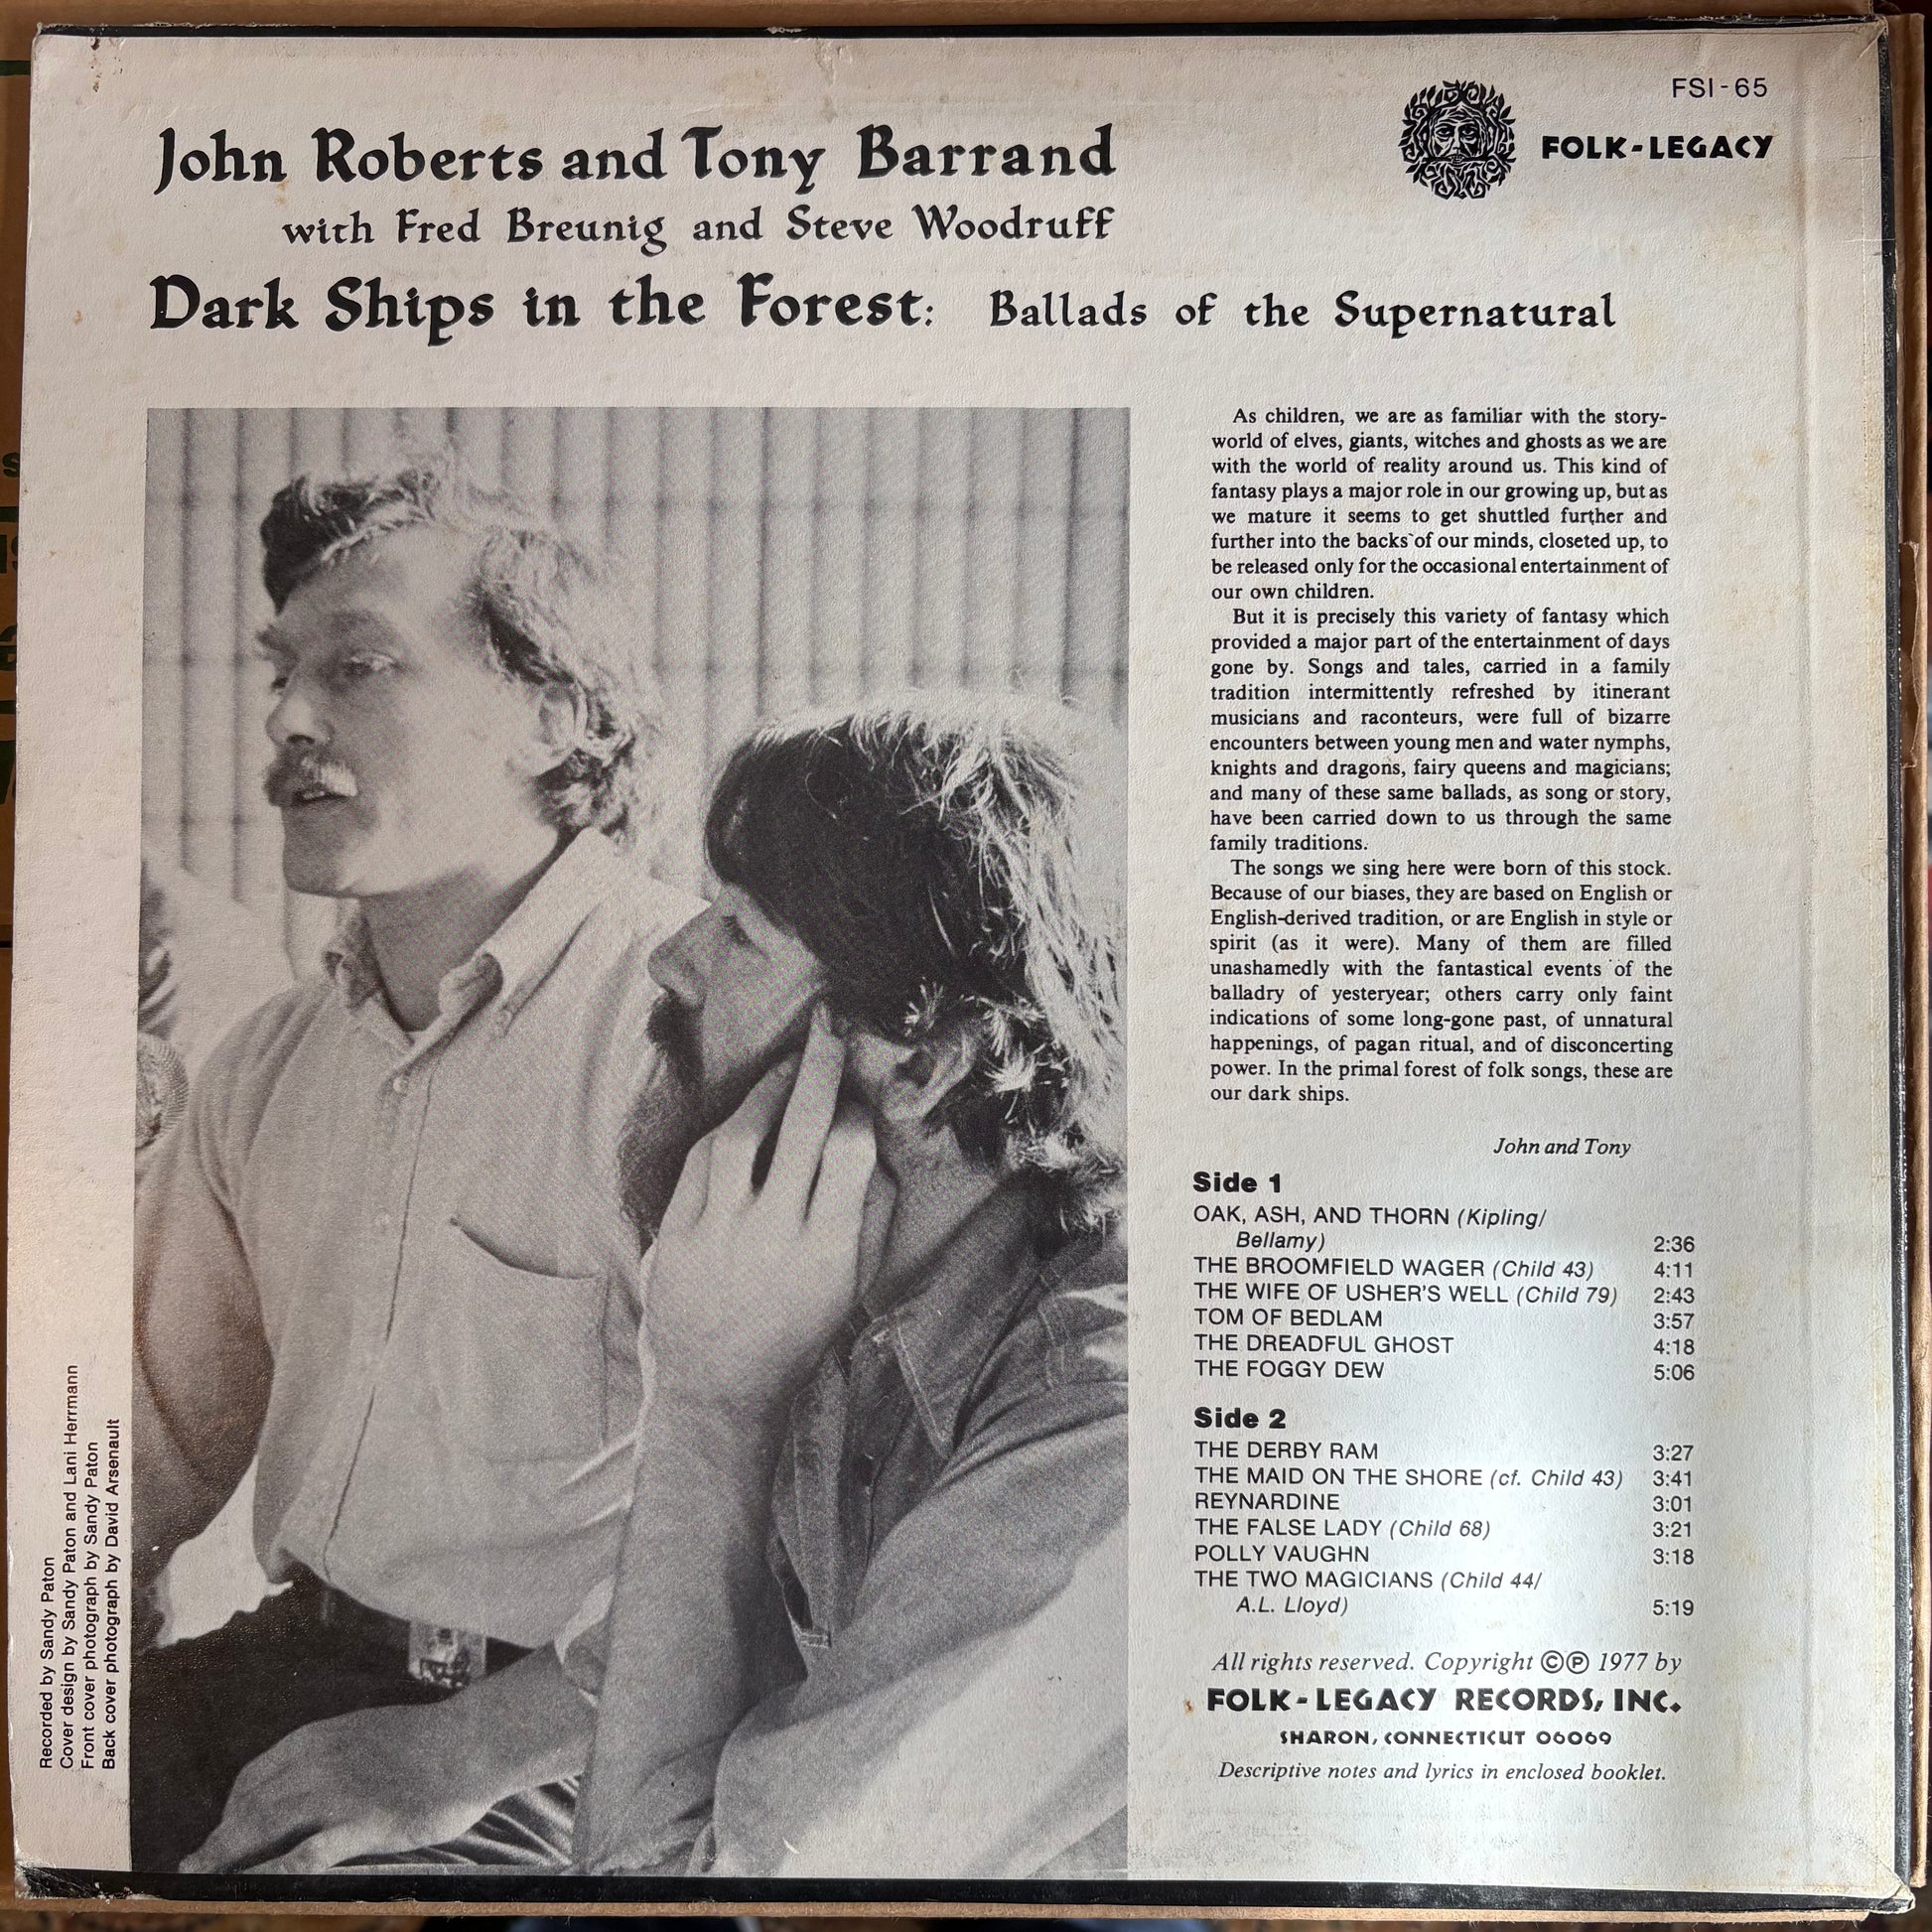 FSI-65
FOLK-LEGACY
John Roberts and Tony Barrand
with Fred Breunig and Steve Woodruff
Dark Ships in the Forest: Ballads of the Supernatural
As children, we are as familiar with the story-
world of elves, giants, witches and ghosts as we are
with the world of reality around us. This kind of
fantasy plays a major role in our growing up, but as
we mature it seems to get shuttled further and
further into the backs of our minds, closeted up, to
be released only for the occasional entertainment of
our own children.
But it is precisely this variety of fantasy which
provided a major part of the entertainment of days
gone by. Songs and tales, carried in a family
tradition intermittently refreshed by itinerant
musicians and raconteurs, were full of bizarre
encounters between young men and water nymphs,
knights and dragons, fairy queens and magicians;
and many of these same ballads, as song or story,
have been carried down to us through the same
family traditions.
The songs we sing here were born of this stock.
Because of our biases, they are based on English or
English-derived tradition, or are English in style or
spirit (as it were). Many of them are filled
unashamedly with the fantastical events of the
balladry of yesteryear; others carry only faint
indications of some long-gone past, of unnatural
happenings, of pagan ritual, and of disconcerting
power. In the primal forest of folk songs, these are
our dark ships.
John and Tony
Side 1
OAK, ASH, AND THORN (Kipling/
Bellamy) 2:36
THE BROOMFIELD WAGER (Child 43) 4:11
THE WIFE OF USHER'S WELL (Child 79) 2:43
TOM OF BEDLAM 3:57
THE DREADFUL GHOST 4:18
THE FOGGY DEW 5:06
Side 2
THE DERBY RAM 3:27
THE MAID ON THE SHORE (cf. Child 43) 3:41
REYNARDINE 3:01
THE FALSE LADY (Child 68) 3:21
POLLY VAUGHN 3:18
THE TWO MAGICIANS (Child 44/
A.L. Lloyd) 5:19
All rights reserved. Copyright ©℗ 1977 by
FOLK-LEGACY RECORDS, INC.
SHARON, CONNECTICUT 06069
Descriptive notes and lyrics in enclosed booklet.
Recorded by Sandy Paton
Cover design by Sandy Paton and Lani Herrmann
Front cover photograph by Sandy Paton
Back cover photograph by David Arsenault